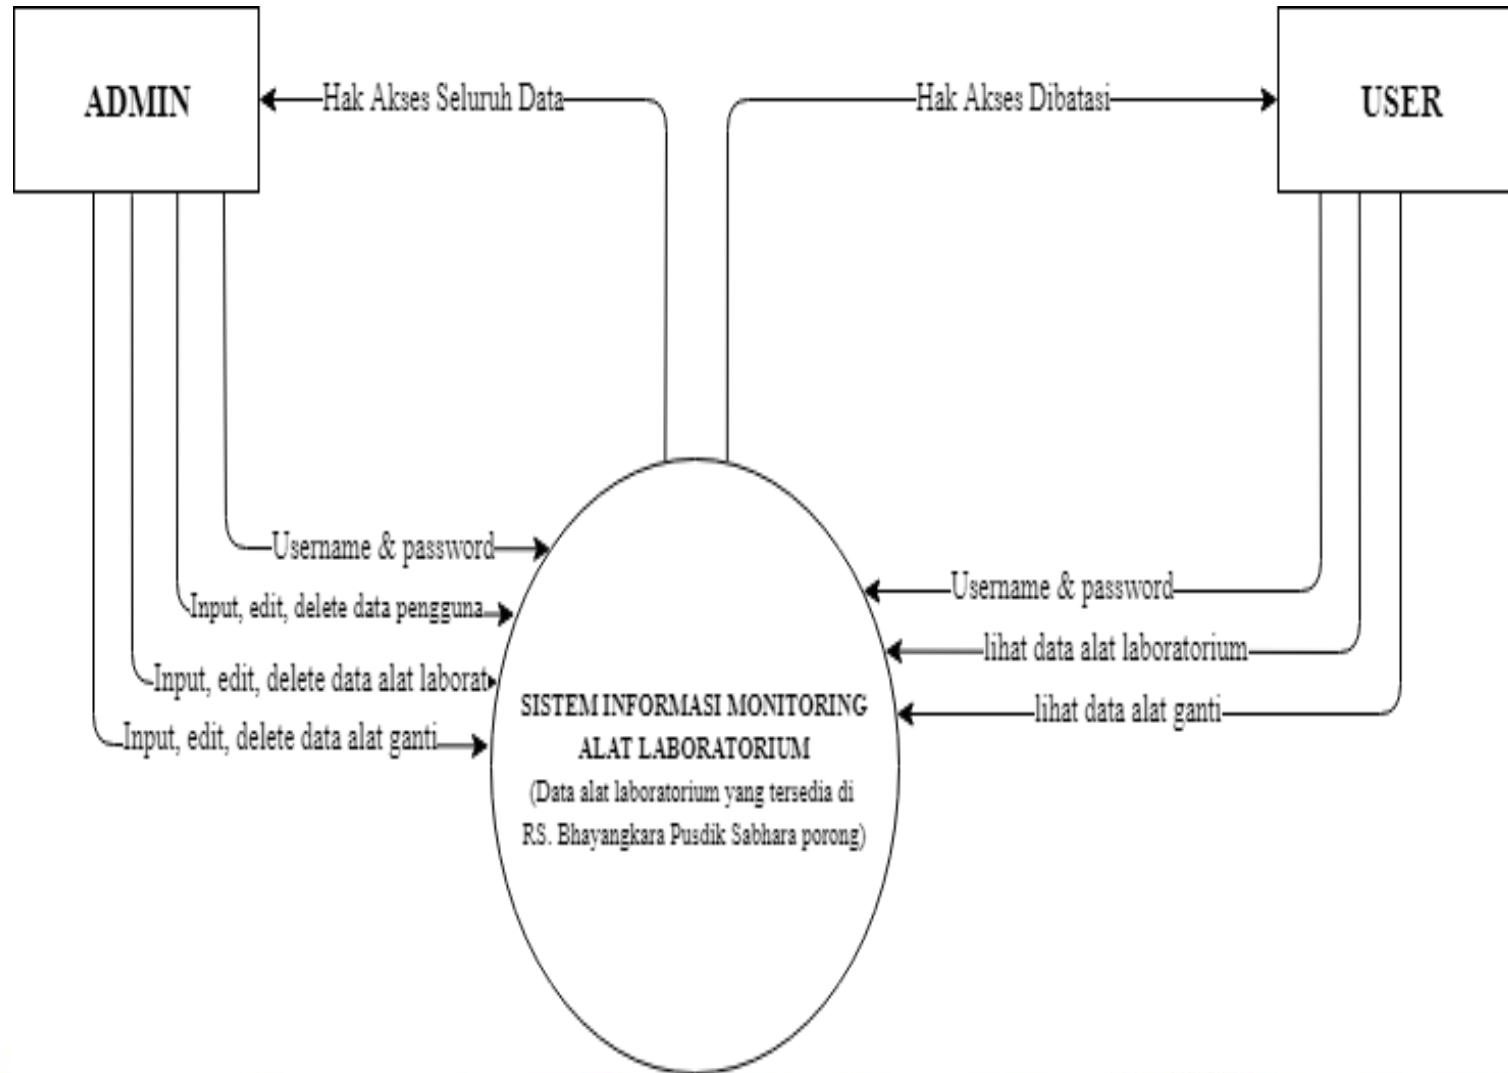 ADMIN
Hak Akses Seluruh Data
Hak Akses Dibatasi
USER
Username & password
Input, edit, delete data pengguna
Input, edit, delete data alat laborat
Input, edit, delete data alat ganti
Username & password
lihat data alat laboratorium
lihat data alat ganti
SISTEM INFORMASI MONITORING
ALAT LABORATORIUM
(Data alat laboratorium yang tersedia di
RS. Bhayangkara Pusdik Sabhara porong)